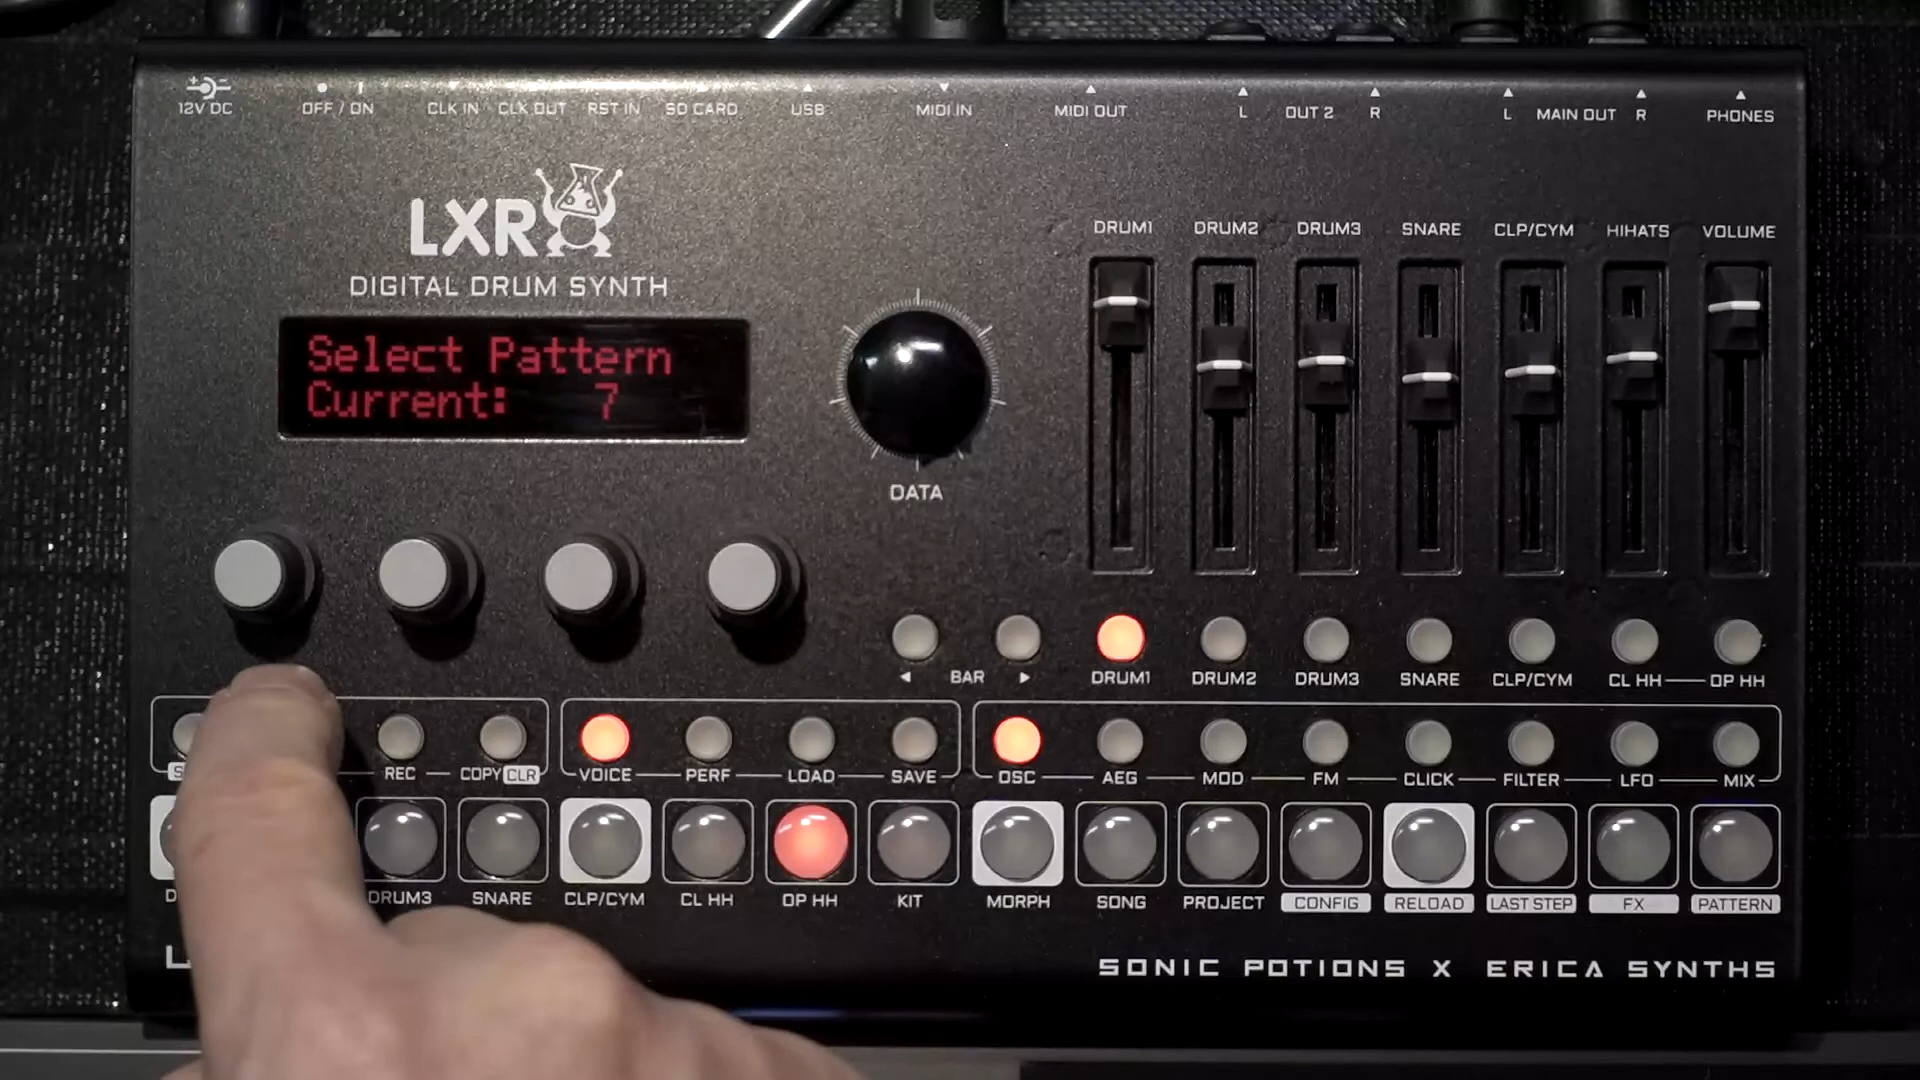 12V DC OFF / ON CLK IN CLK OUT RST IN SD CARD USB MIDI IN MIDI OUT L OUT 2 R L MAIN OUT R PHONES
LXR
DIGITAL DRUM SYNTH
DRUM1 DRUM2 DRUM3 SNARE CLP/CYM HIHATS VOLUME
Select Pattern
Current: 7
DATA
BAR DRUM1 DRUM2 DRUM3 SNARE CLP/CYM CL HH OP HH
REC COPY CLR VOICE PERF LOAD SAVE OSC AEG MOD FM CLICK FILTER LFO MIX
DRUM3 SNARE CLP/CYM CL HH OP HH KIT MORPH SONG PROJECT CONFIG RELOAD LAST STEP FX PATTERN
SONIC POTIONS X ERICA SYNTHS